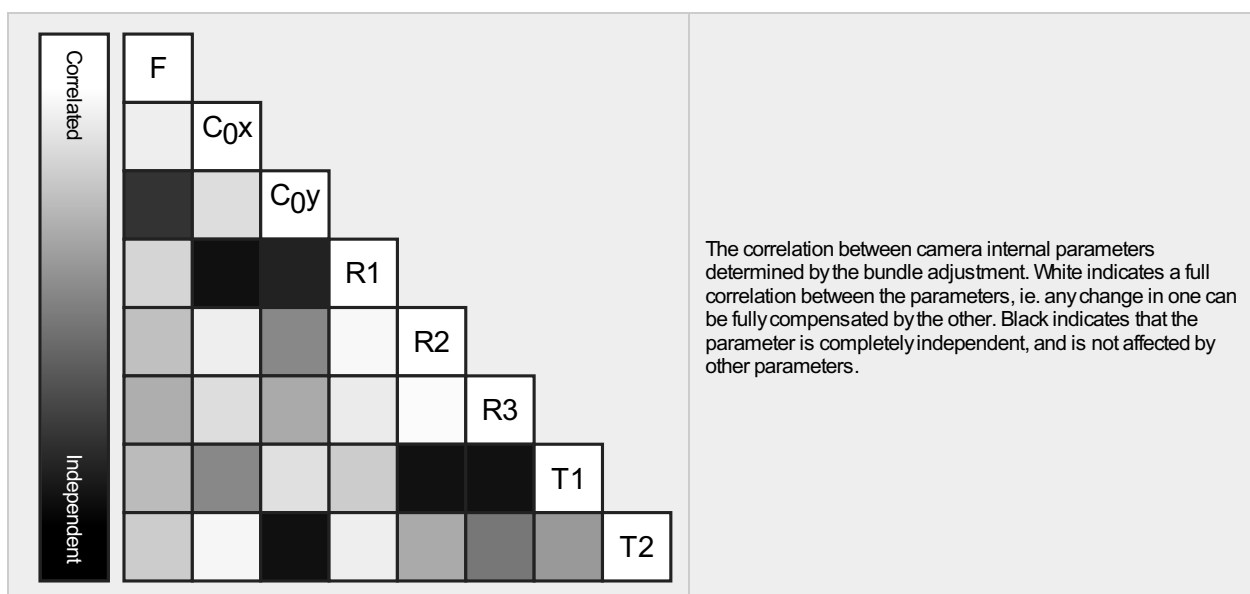 Correlated
Independent
F
C0x
C0y
R1
R2
R3
T1
T2
The correlation between camera internal parameters
determined by the bundle adjustment. White indicates a full
correlation between the parameters, ie. any change in one can
be fully compensated by the other. Black indicates that the
parameter is completely independent, and is not affected by
other parameters.